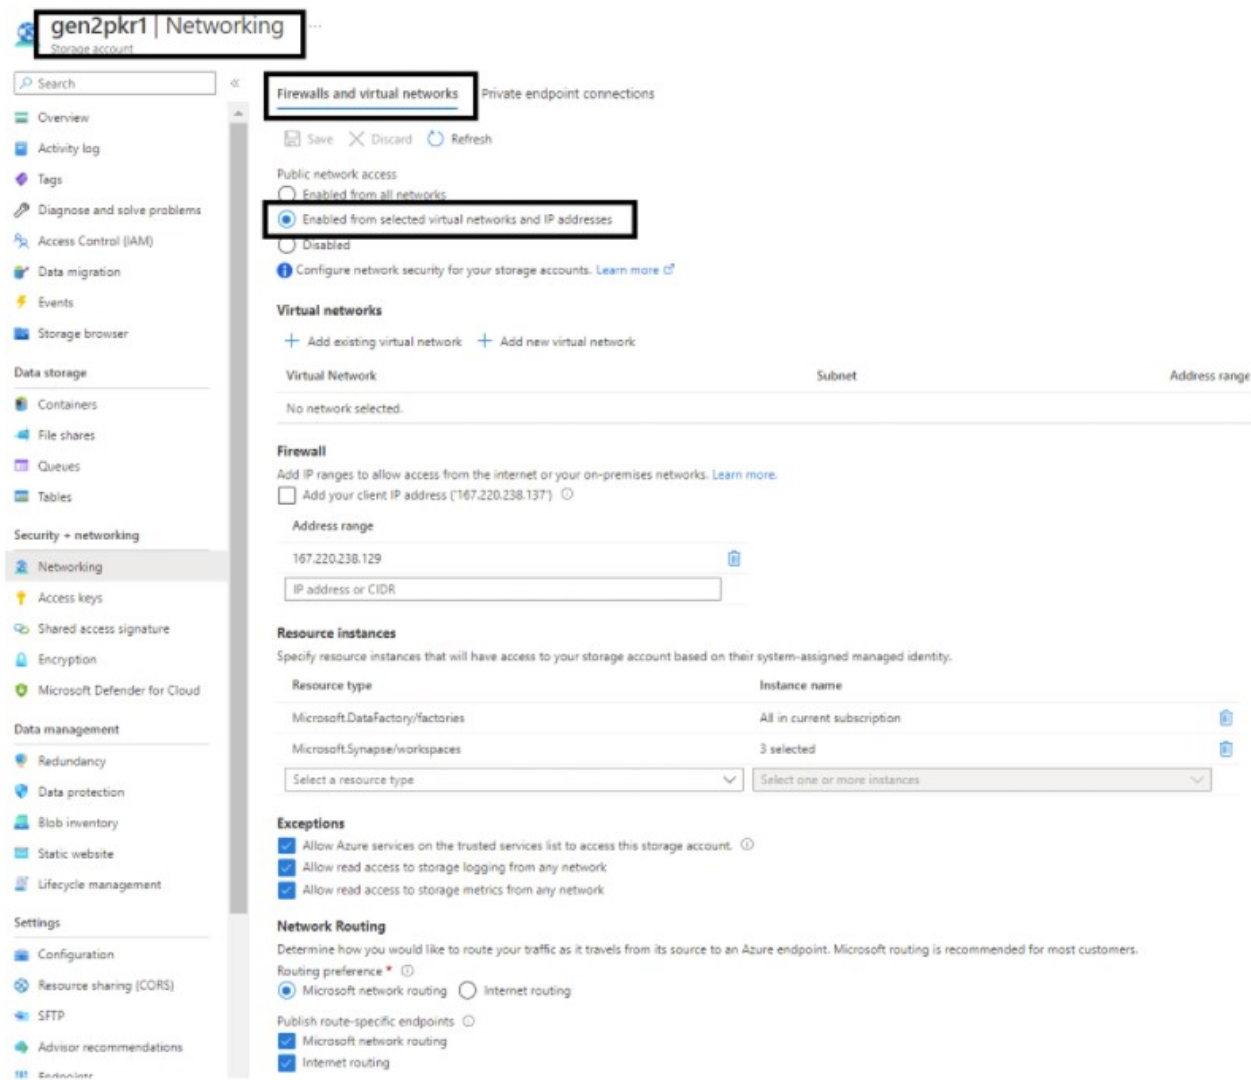 gen2pkr1 | Networking ...
Storage account
Search
«
Overview
Activity log
Tags
Diagnose and solve problems
Access Control (IAM)
Data migration
Events
Storage browser
Data storage
Containers
File shares
Queues
Tables
Security + networking
Networking
Access keys
Shared access signature
Encryption
Microsoft Defender for Cloud
Data management
Redundancy
Data protection
Blob inventory
Static website
Lifecycle management
Settings
Configuration
Resource sharing (CORS)
SFTP
Advisor recommendations
Endpoints
Firewalls and virtual networks Private endpoint connections
Save Discard Refresh
Public network access
Enabled from all networks
Enabled from selected virtual networks and IP addresses
Disabled
Configure network security for your storage accounts. Learn more
Virtual networks
+ Add existing virtual network + Add new virtual network
Virtual Network Subnet Address range
No network selected.
Firewall
Add IP ranges to allow access from the internet or your on-premises networks. Learn more.
Add your client IP address ('167.220.238.137')
Address range
167.220.238.129
IP address or CIDR
Resource instances
Specify resource instances that will have access to your storage account based on their system-assigned managed identity.
Resource type Instance name
Microsoft.DataFactory/factories All in current subscription
Microsoft.Synapse/workspaces 3 selected
Select a resource type Select one or more instances
Exceptions
Allow Azure services on the trusted services list to access this storage account.
Allow read access to storage logging from any network
Allow read access to storage metrics from any network
Network Routing
Determine how you would like to route your traffic as it travels from its source to an Azure endpoint. Microsoft routing is recommended for most customers.
Routing preference *
Microsoft network routing Internet routing
Publish route-specific endpoints
Microsoft network routing
Internet routing